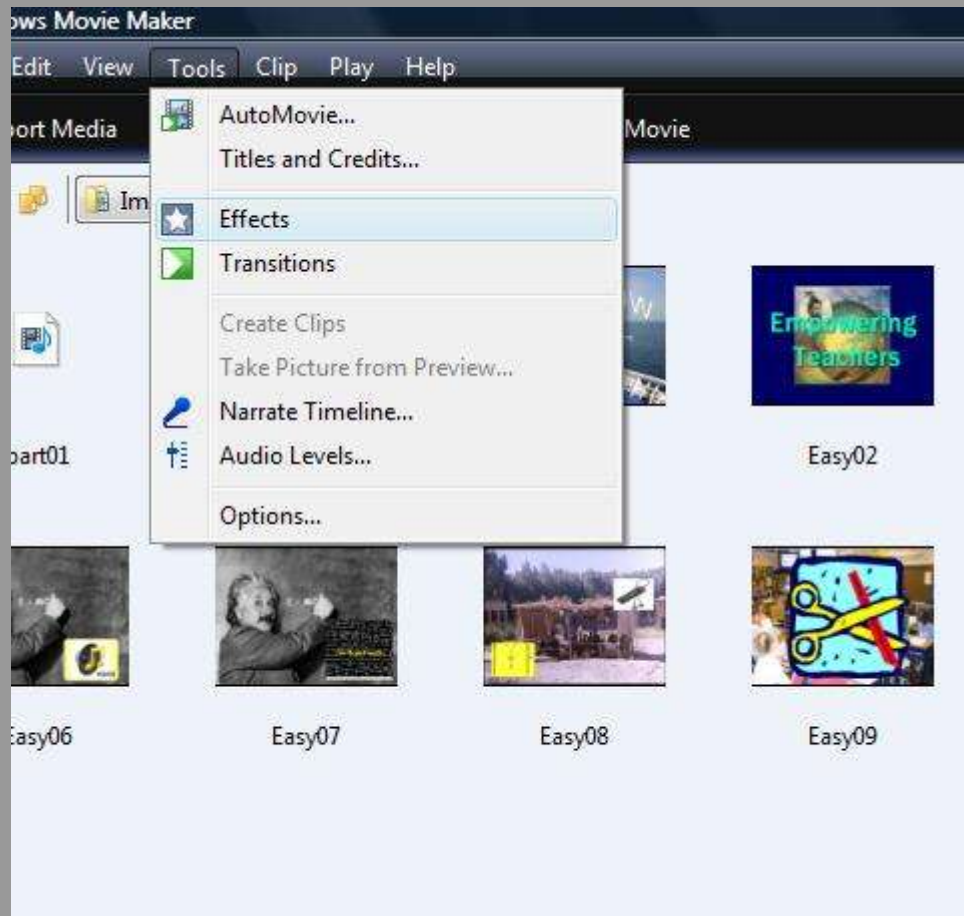 ows Movie Maker
Edit View Tools Clip Play Help
port Media
Movie
Im
AutoMovie...
Titles and Credits...
Effects
Transitions
Create Clips
Take Picture from Preview...
Narrate Timeline...
Audio Levels...
Options...
W
Empowering
Teachers
part01
Easy02
Easy06
Easy07
Easy08
Easy09